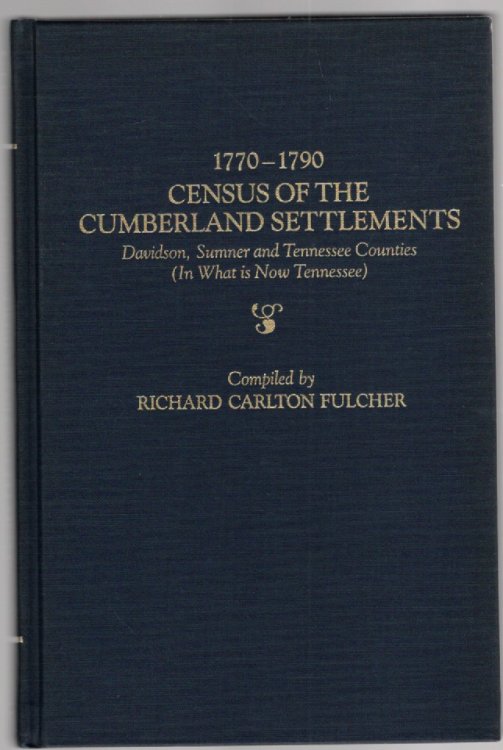 1770–1790
CENSUS OF THE
CUMBERLAND SETTLEMENTS
Davidson, Sumner and Tennessee Counties
(In What is Now Tennessee)
Compiled by
RICHARD CARLTON FULCHER